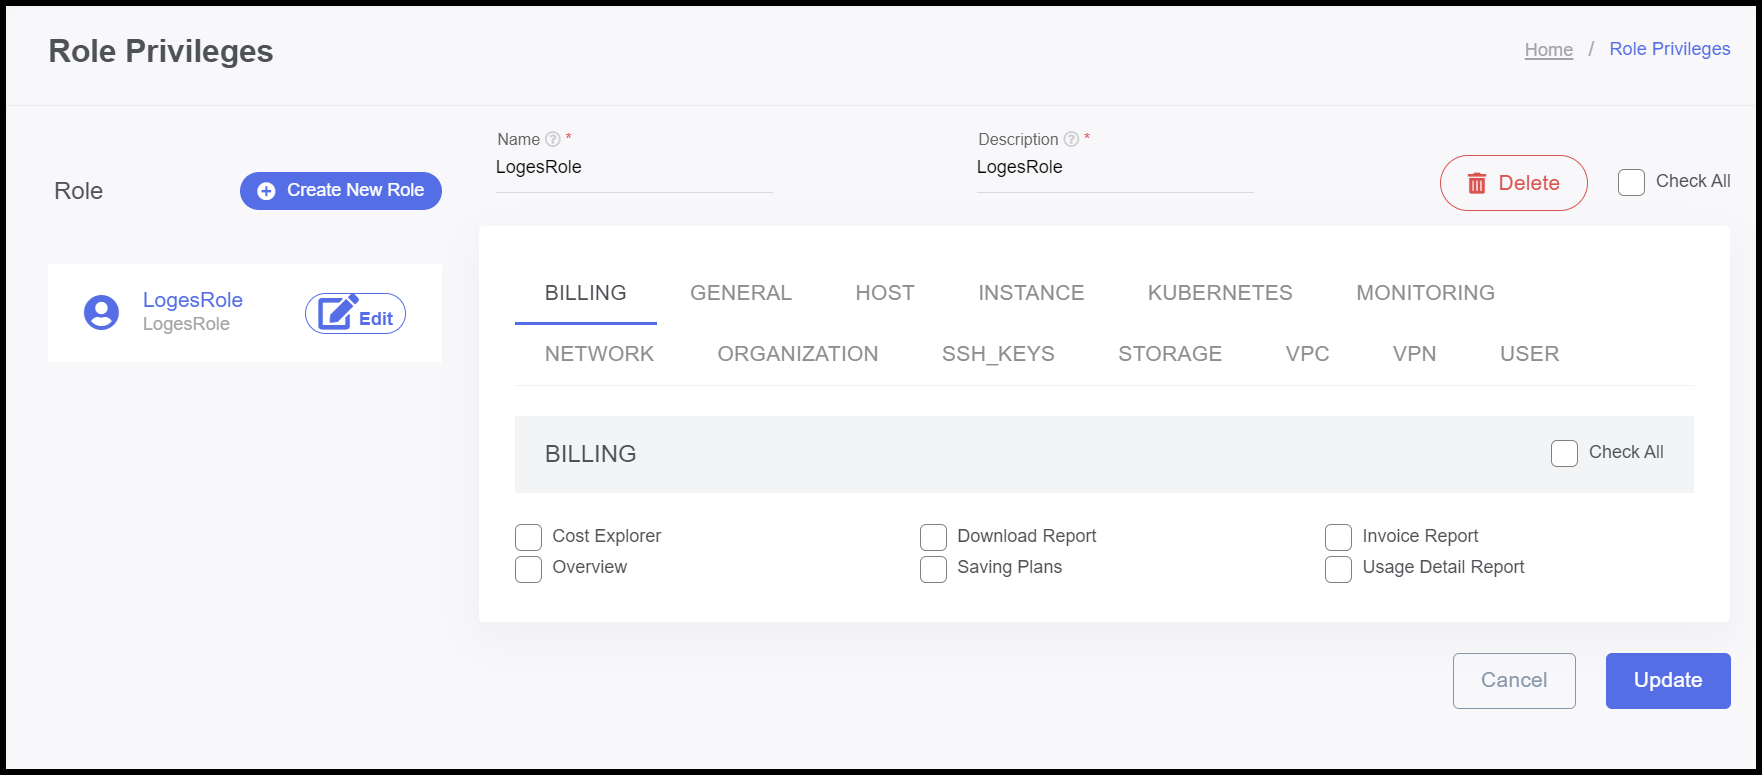 Role Privileges
Home / Role Privileges
Name ? *
Description ? *
LogesRole
LogesRole
Role
Create New Role
Delete
Check All
LogesRole
LogesRole
Edit
BILLING GENERAL HOST INSTANCE KUBERNETES MONITORING
NETWORK ORGANIZATION SSH_KEYS STORAGE VPC VPN USER
BILLING
Check All
Cost Explorer
Download Report
Invoice Report
Overview
Saving Plans
Usage Detail Report
Cancel
Update